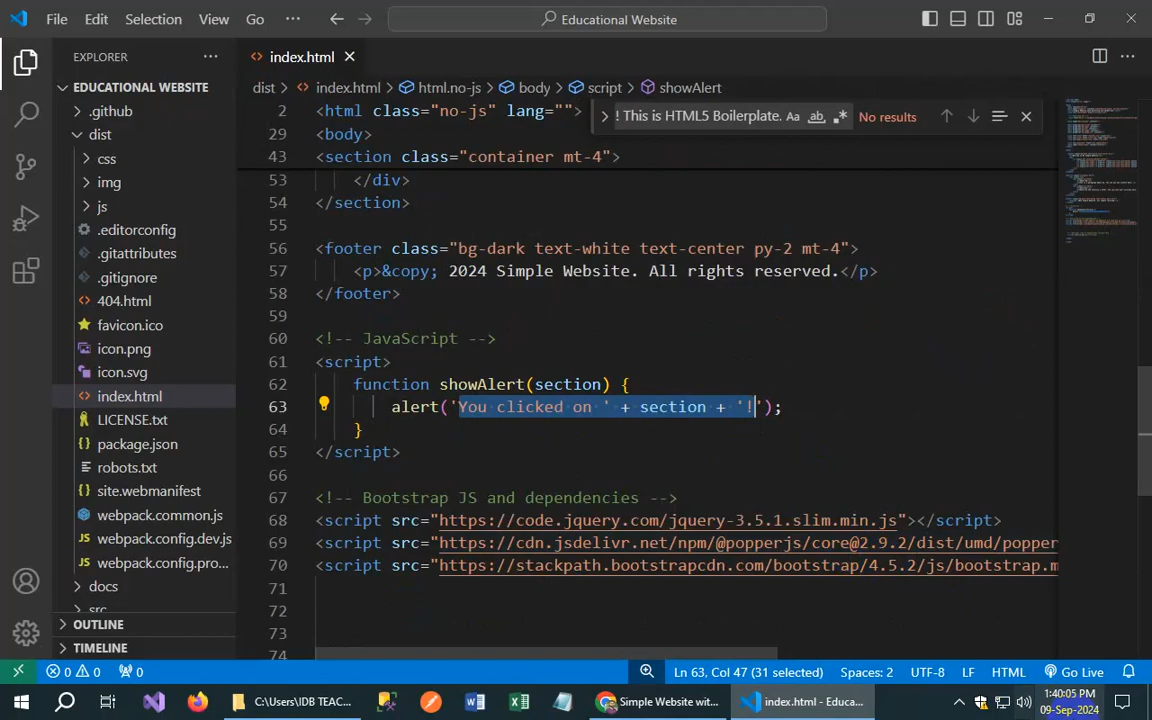 File Edit Selection View Go ··· Educational Website
EXPLORER ···
EDUCATIONAL WEBSITE
.github
dist
css
img
js
.editorconfig
.gitattributes
.gitignore
404.html
favicon.ico
icon.png
icon.svg
index.html
LICENSE.txt
package.json
robots.txt
site.webmanifest
webpack.common.js
webpack.config.dev.js
webpack.config.pro...
docs
src
OUTLINE
TIMELINE
index.html
dist > index.html > html.no-js > body > script > showAlert
! This is HTML5 Boilerplate. Aa ab .* No results
2 <html class="no-js" lang="">
29 <body>
43 <section class="container mt-4">
53 </div>
54 </section>
55
56 <footer class="bg-dark text-white text-center py-2 mt-4">
57 <p>&copy; 2024 Simple Website. All rights reserved.</p>
58 </footer>
59
60 <!-- JavaScript -->
61 <script>
62 function showAlert(section) {
63 alert('You clicked on ' + section + '!');
64 }
65 </script>
66
67 <!-- Bootstrap JS and dependencies -->
68 <script src="https://code.jquery.com/jquery-3.5.1.slim.min.js"></script>
69 <script src="https://cdn.jsdelivr.net/npm/@popperjs/core@2.9.2/dist/umd/popper
70 <script src="https://stackpath.bootstrapcdn.com/bootstrap/4.5.2/js/bootstrap.m
71
72
73
74
0 0 0 Ln 63, Col 47 (31 selected) Spaces: 2 UTF-8 LF HTML Go Live
C:\Users\IDB TEAC... Simple Website wit... index.html - Educa... 1:40:05 PM
09-Sep-2024